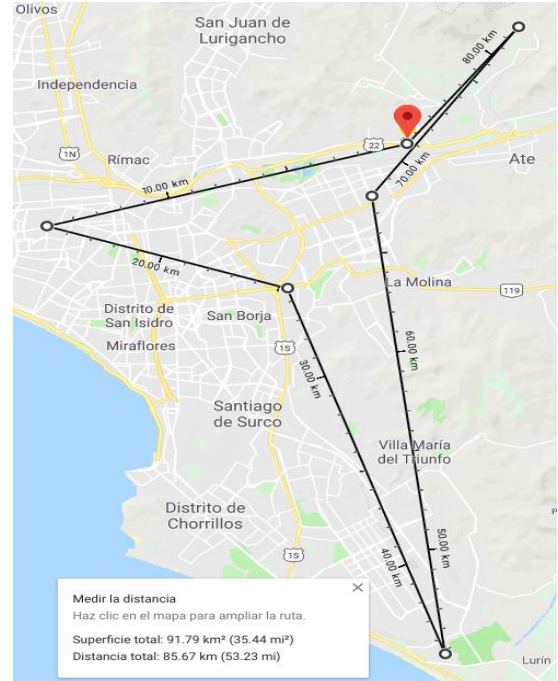 Olivos
San Juan de
Lurigancho
80.00 km
Independencia
22
1N
Rímac
Ate
70.00 km
10.00 km
20.00 km
La Molina
119
Distrito de
San Isidro
San Borja
Miraflores
1S
60.00 km
30.00 km
Santiago
de Surco
Villa María
del Triunfo
Distrito de
Chorrillos
50.00 km
1S
40.00 km
Medir la distancia
Haz clic en el mapa para ampliar la ruta.
Superficie total: 91.79 km² (35.44 mi²)
Distancia total: 85.67 km (53.23 mi)
Lurín